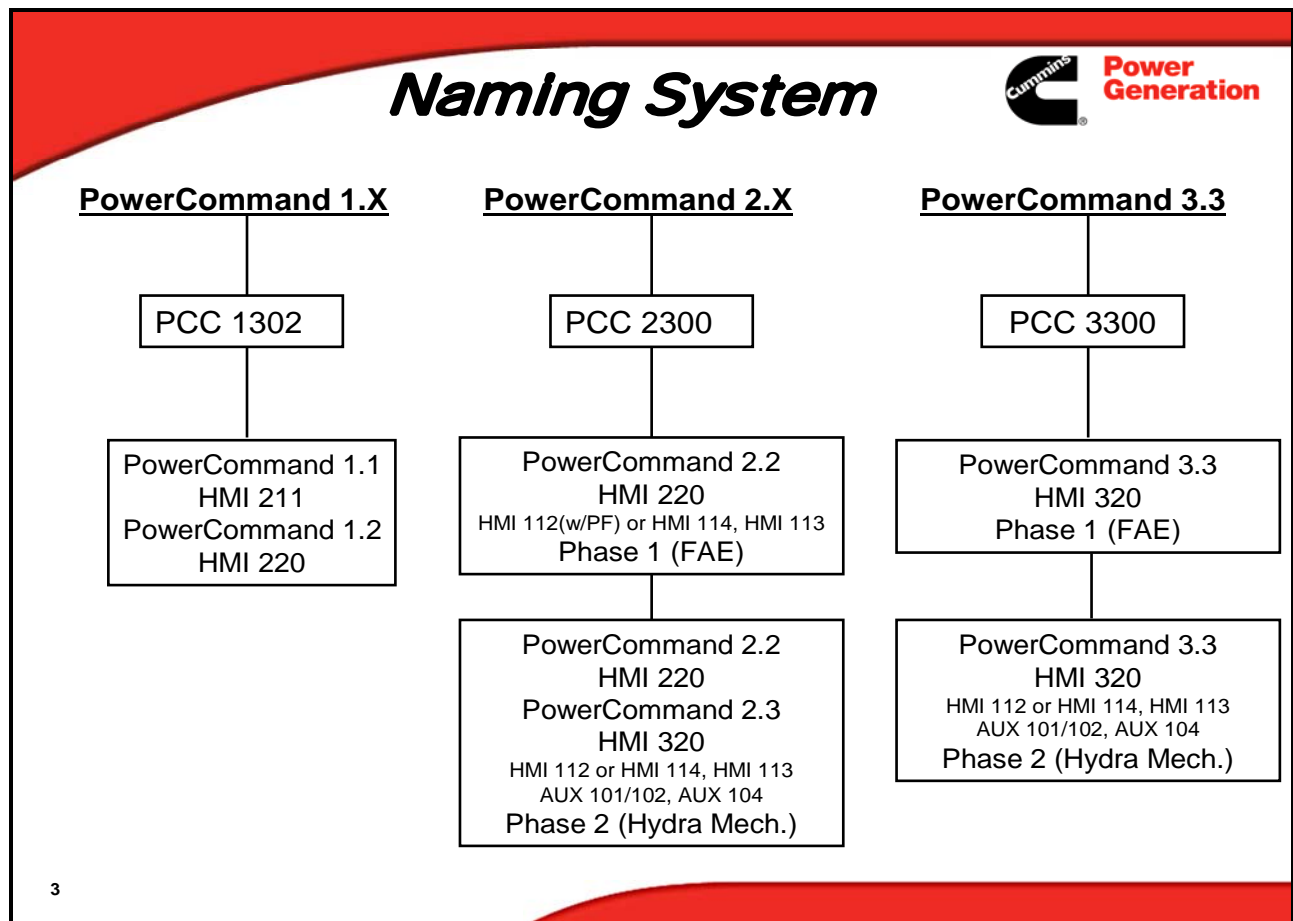 Naming System
cummins
®
Power
Generation
PowerCommand 1.X
PCC 1302
PowerCommand 1.1
HMI 211
PowerCommand 1.2
HMI 220
PowerCommand 2.X
PCC 2300
PowerCommand 2.2
HMI 220
HMI 112(w/PF) or HMI 114, HMI 113
Phase 1 (FAE)
PowerCommand 2.2
HMI 220
PowerCommand 2.3
HMI 320
HMI 112 or HMI 114, HMI 113
AUX 101/102, AUX 104
Phase 2 (Hydra Mech.)
PowerCommand 3.3
PCC 3300
PowerCommand 3.3
HMI 320
Phase 1 (FAE)
PowerCommand 3.3
HMI 320
HMI 112 or HMI 114, HMI 113
AUX 101/102, AUX 104
Phase 2 (Hydra Mech.)
3